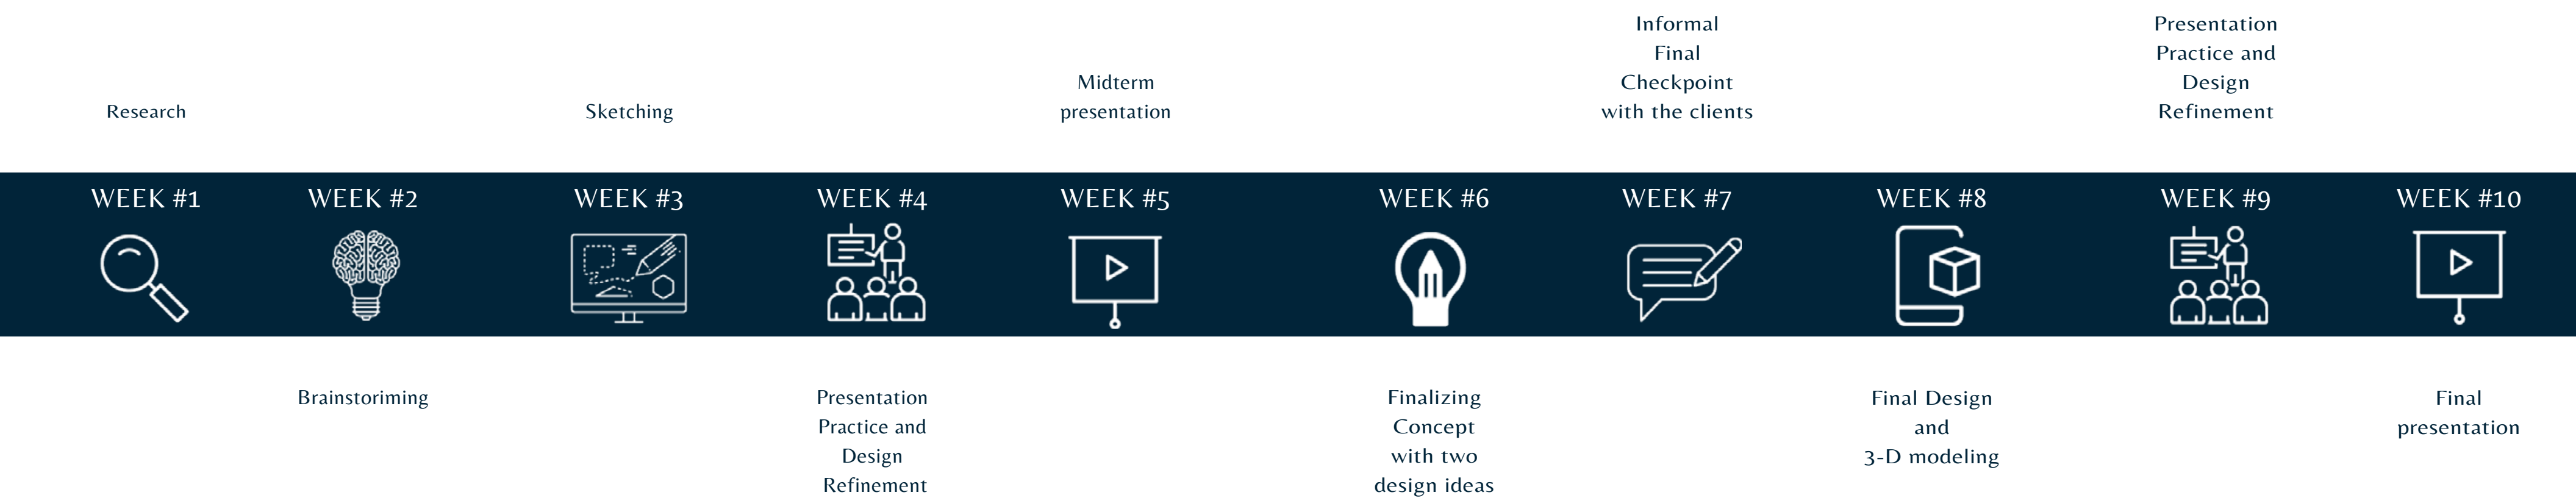 Research
Sketching
Midterm
presentation
Informal
Final
Checkpoint
with the clients
Presentation
Practice and
Design
Refinement
WEEK #1
WEEK #2
WEEK #3
WEEK #4
WEEK #5
WEEK #6
WEEK #7
WEEK #8
WEEK #9
WEEK #10
Brainstoriming
Presentation
Practice and
Design
Refinement
Finalizing
Concept
with two
design ideas
Final Design
and
3-D modeling
Final
presentation